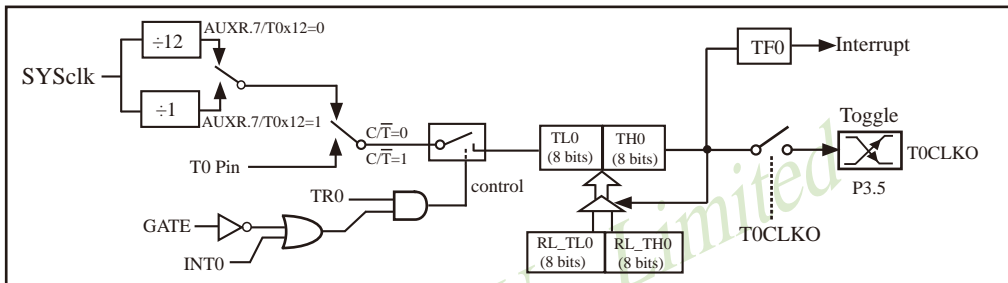 AUXR.7/T0x12=0
÷12
SYSclk
÷1
AUXR.7/T0x12=1
T0 Pin
C/T̅=0
C/T̅=1
control
TR0
GATE
INT0
TL0
(8 bits)
TH0
(8 bits)
RL_TL0
(8 bits)
RL_TH0
(8 bits)
TF0
Interrupt
Toggle
T0CLKO
P3.5
T0CLKO
Limited